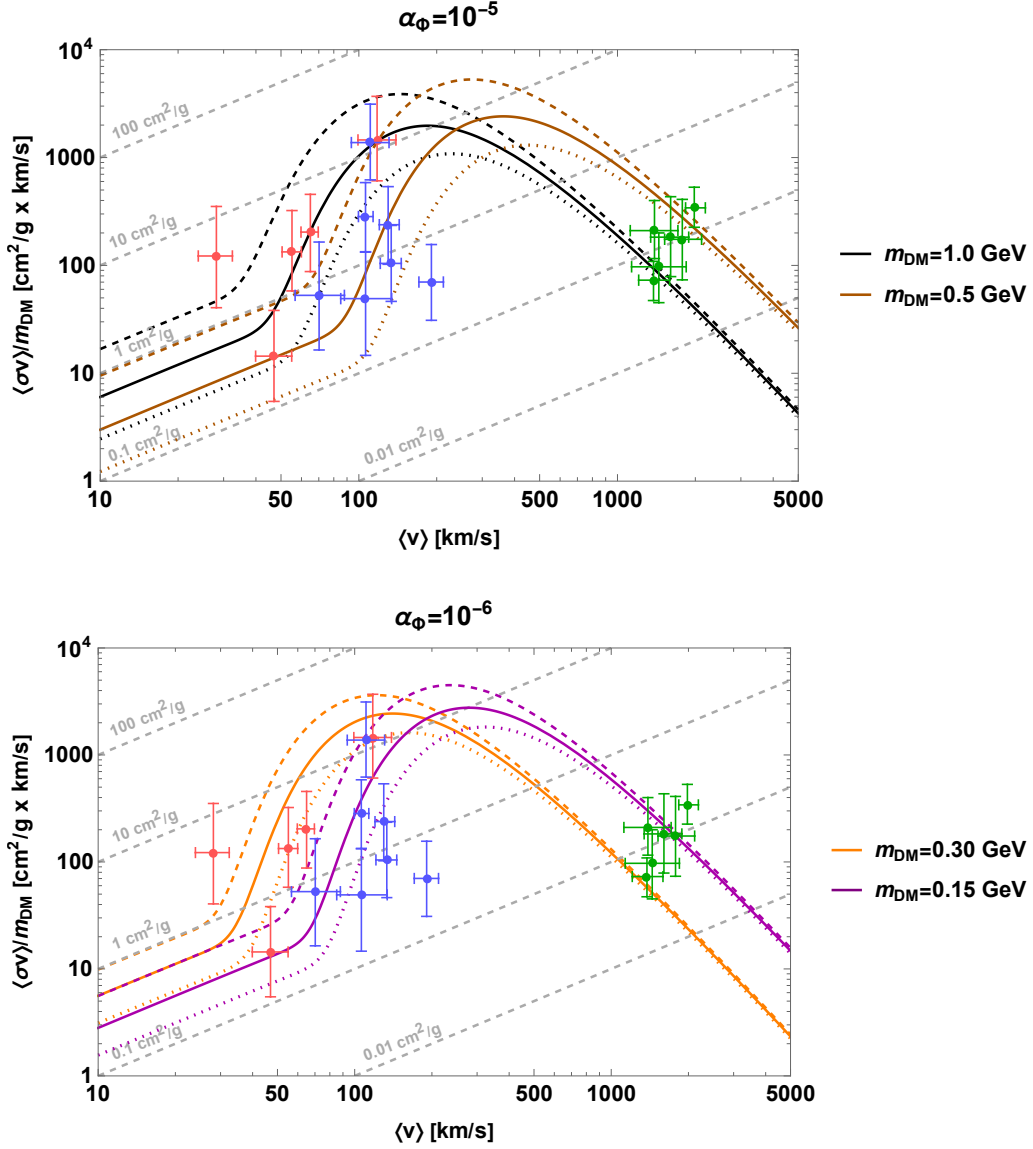 α_Φ=10⁻⁵
10⁴
1000
100
10
1
⟨σv⟩/m_DM [cm²/g x km/s]
100 cm²/g
10 cm²/g
1 cm²/g
0.1 cm²/g
0.01 cm²/g
10 50 100 500 1000 5000
⟨v⟩ [km/s]
m_DM=1.0 GeV
m_DM=0.5 GeV
α_Φ=10⁻⁶
10⁴
1000
100
10
1
⟨σv⟩/m_DM [cm²/g x km/s]
100 cm²/g
10 cm²/g
1 cm²/g
0.1 cm²/g
0.01 cm²/g
10 50 100 500 1000 5000
⟨v⟩ [km/s]
m_DM=0.30 GeV
m_DM=0.15 GeV